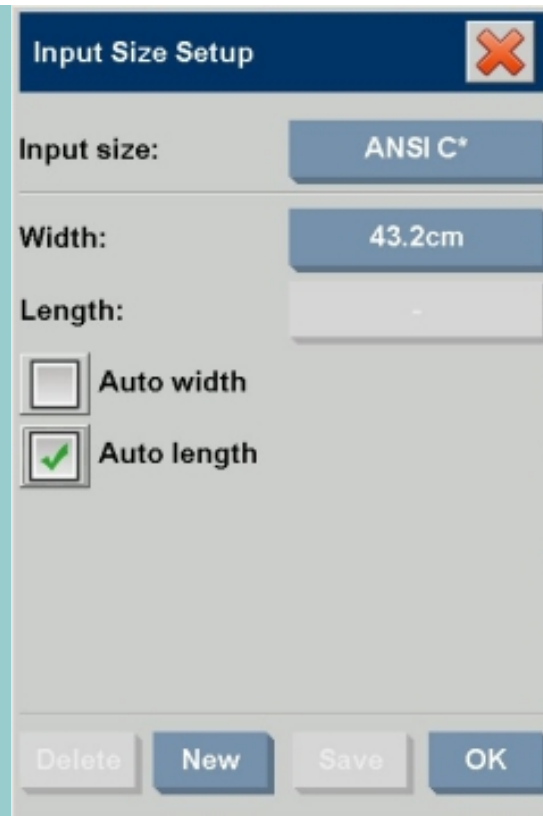 Input Size Setup
Input size: ANSI C*
Width: 43.2cm
Length: -
Auto width
Auto length
Delete New Save OK